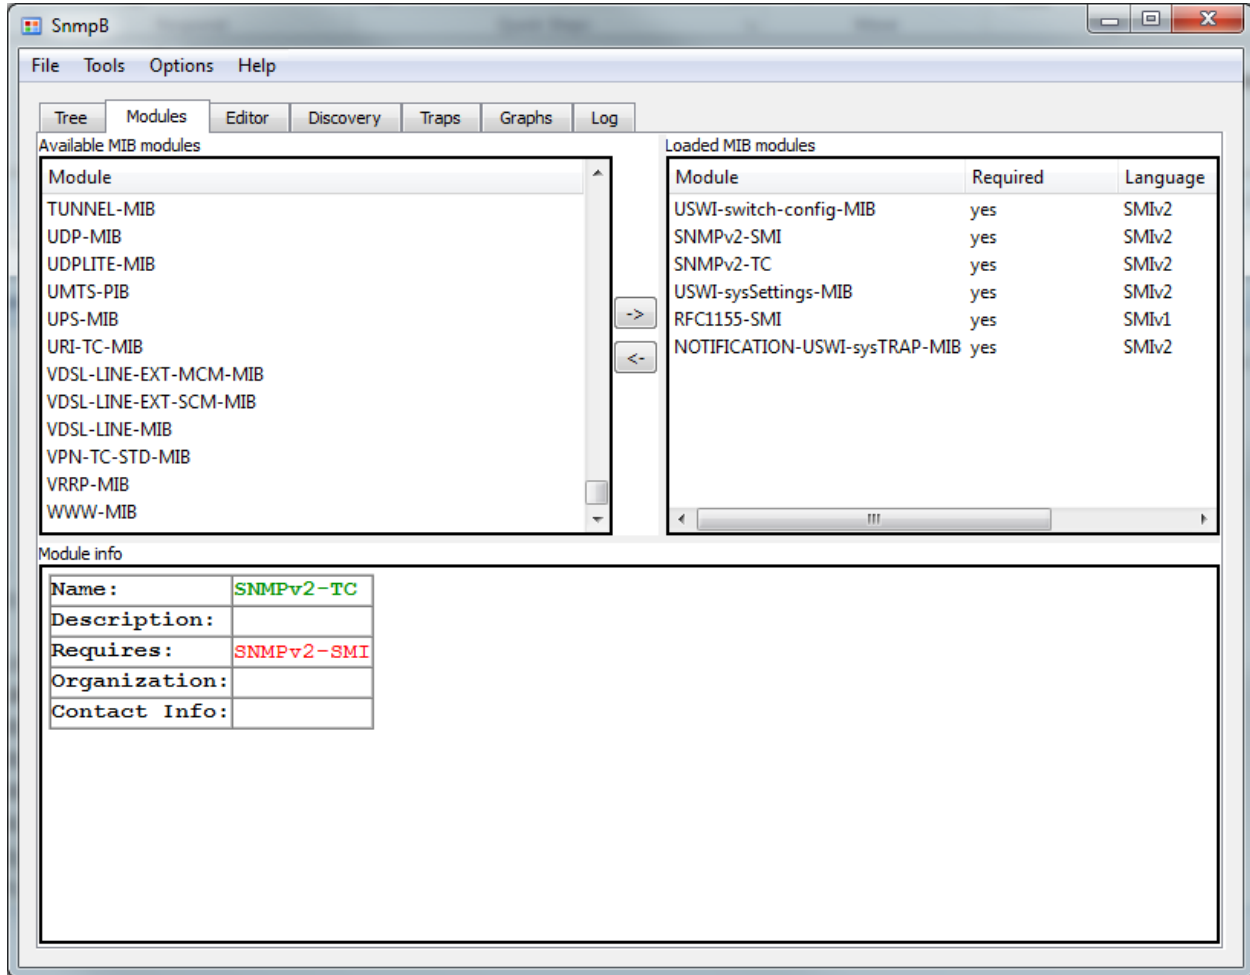 SnmpB
File Tools Options Help
Tree Modules Editor Discovery Traps Graphs Log
Available MIB modules
Module
TUNNEL-MIB
UDP-MIB
UDPLITE-MIB
UMTS-PIB
UPS-MIB
URI-TC-MIB
VDSL-LINE-EXT-MCM-MIB
VDSL-LINE-EXT-SCM-MIB
VDSL-LINE-MIB
VPN-TC-STD-MIB
VRRP-MIB
WWW-MIB
->
<-
Loaded MIB modules
Module Required Language
USWI-switch-config-MIB yes SMIv2
SNMPv2-SMI yes SMIv2
SNMPv2-TC yes SMIv2
USWI-sysSettings-MIB yes SMIv2
RFC1155-SMI yes SMIv1
NOTIFICATION-USWI-sysTRAP-MIB yes SMIv2
Module info
Name: SNMPv2-TC
Description:
Requires: SNMPv2-SMI
Organization:
Contact Info: